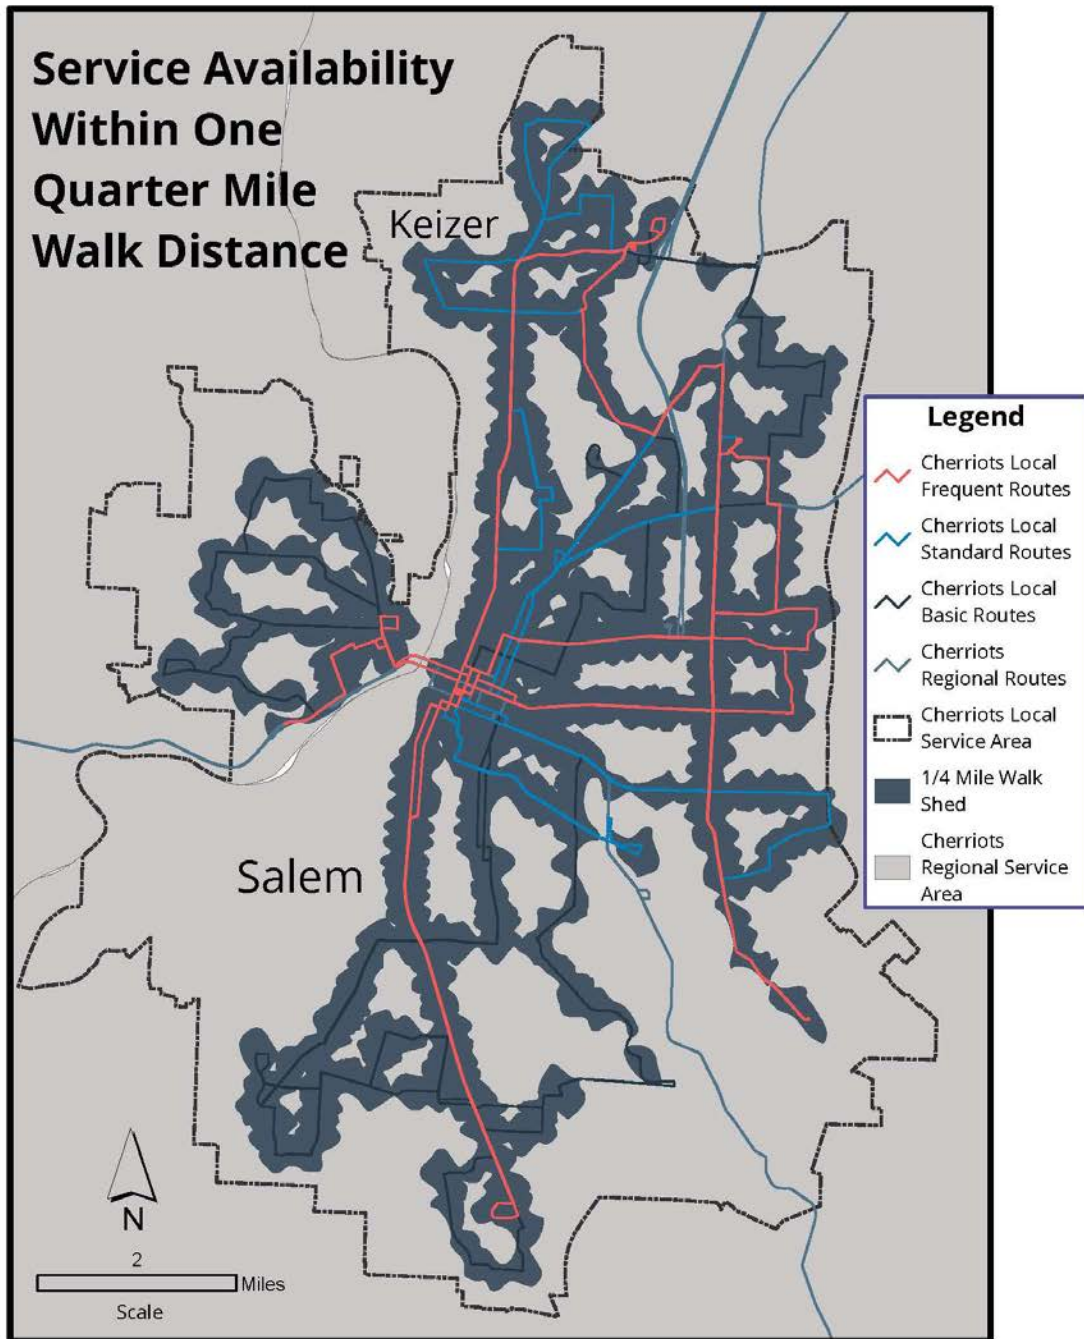 Service Availability
Within One
Quarter Mile
Walk Distance
Keizer
Legend
Cherriots Local
Frequent Routes
Cherriots Local
Standard Routes
Cherriots Local
Basic Routes
Cherriots
Regional Routes
Cherriots Local
Service Area
1/4 Mile Walk
Shed
Cherriots
Regional Service
Area
Salem
N
2
Miles
Scale